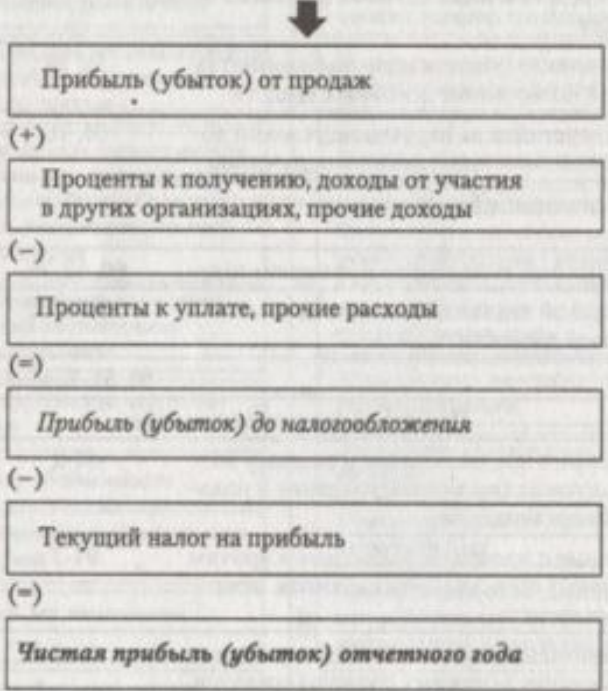 Прибыль (убыток) от продаж
(+)
Проценты к получению, доходы от участия
в других организациях, прочие доходы
(−)
Проценты к уплате, прочие расходы
(=)
Прибыль (убыток) до налогообложения
(−)
Текущий налог на прибыль
(=)
Чистая прибыль (убыток) отчетного года